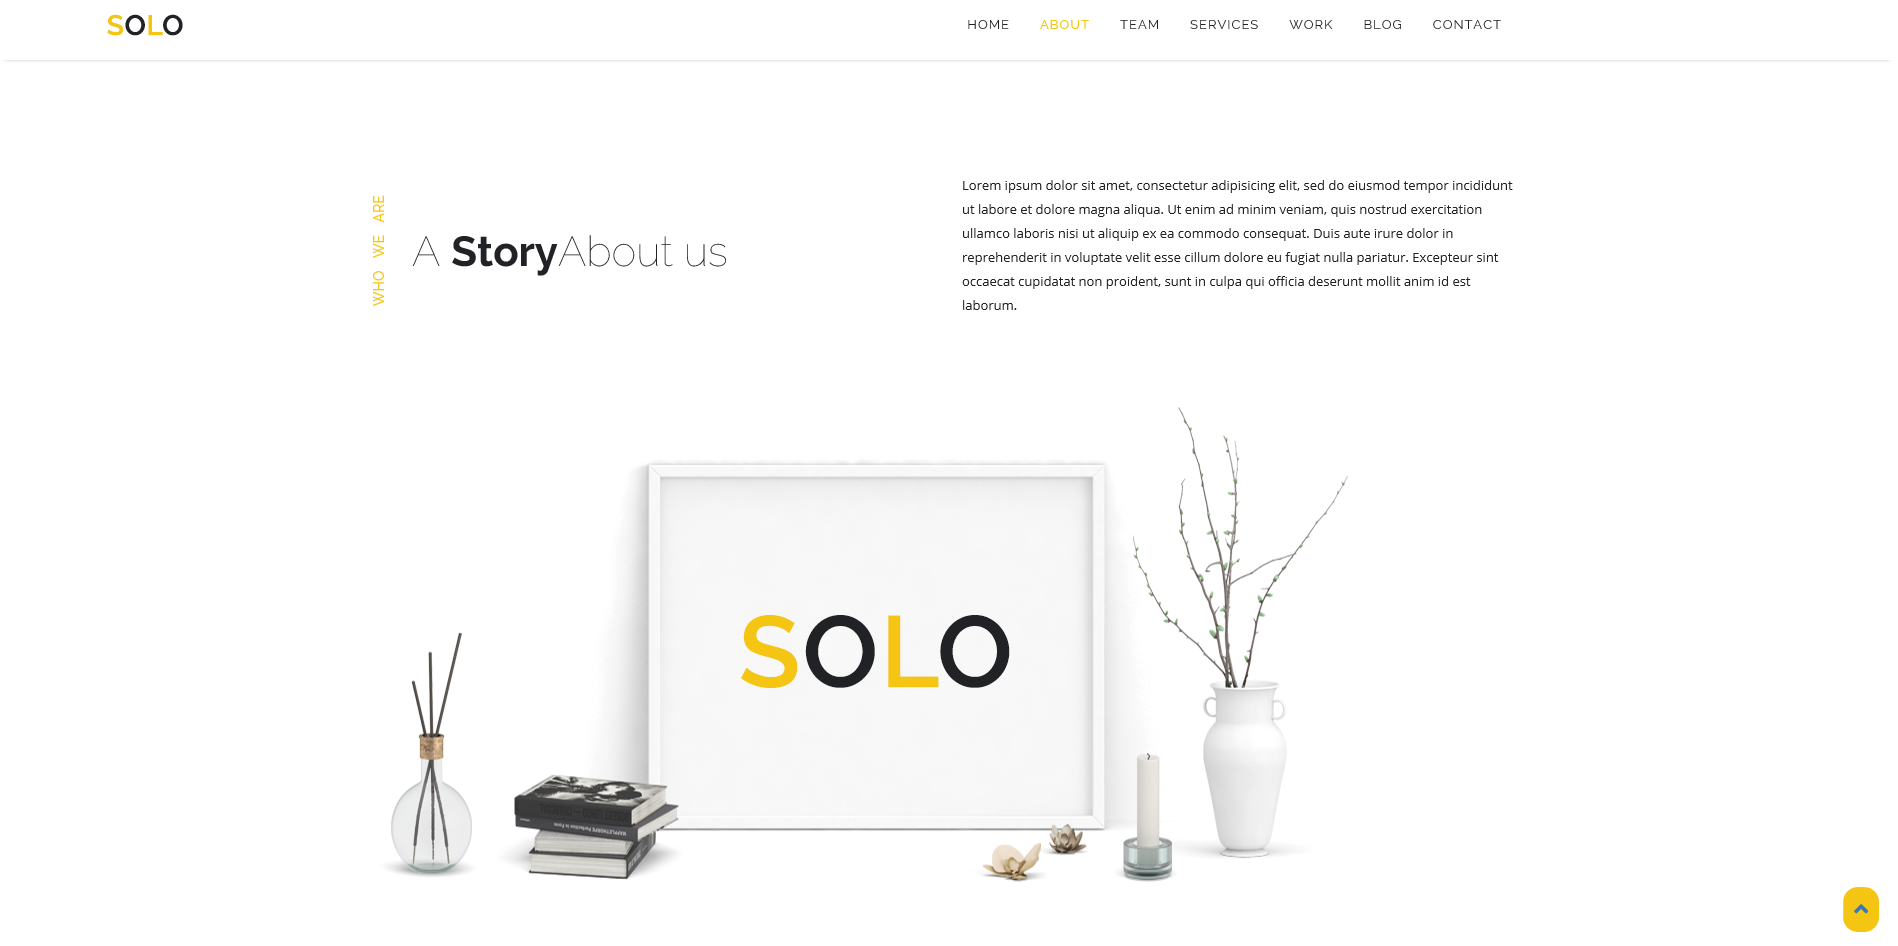 SOLO
HOME ABOUT TEAM SERVICES WORK BLOG CONTACT
WHO WE ARE
A StoryAbout us
Lorem ipsum dolor sit amet, consectetur adipisicing elit, sed do eiusmod tempor incididunt
ut labore et dolore magna aliqua. Ut enim ad minim veniam, quis nostrud exercitation
ullamco laboris nisi ut aliquip ex ea commodo consequat. Duis aute irure dolor in
reprehenderit in voluptate velit esse cillum dolore eu fugiat nulla pariatur. Excepteur sint
occaecat cupidatat non proident, sunt in culpa qui officia deserunt mollit anim id est
laborum.
SOLO